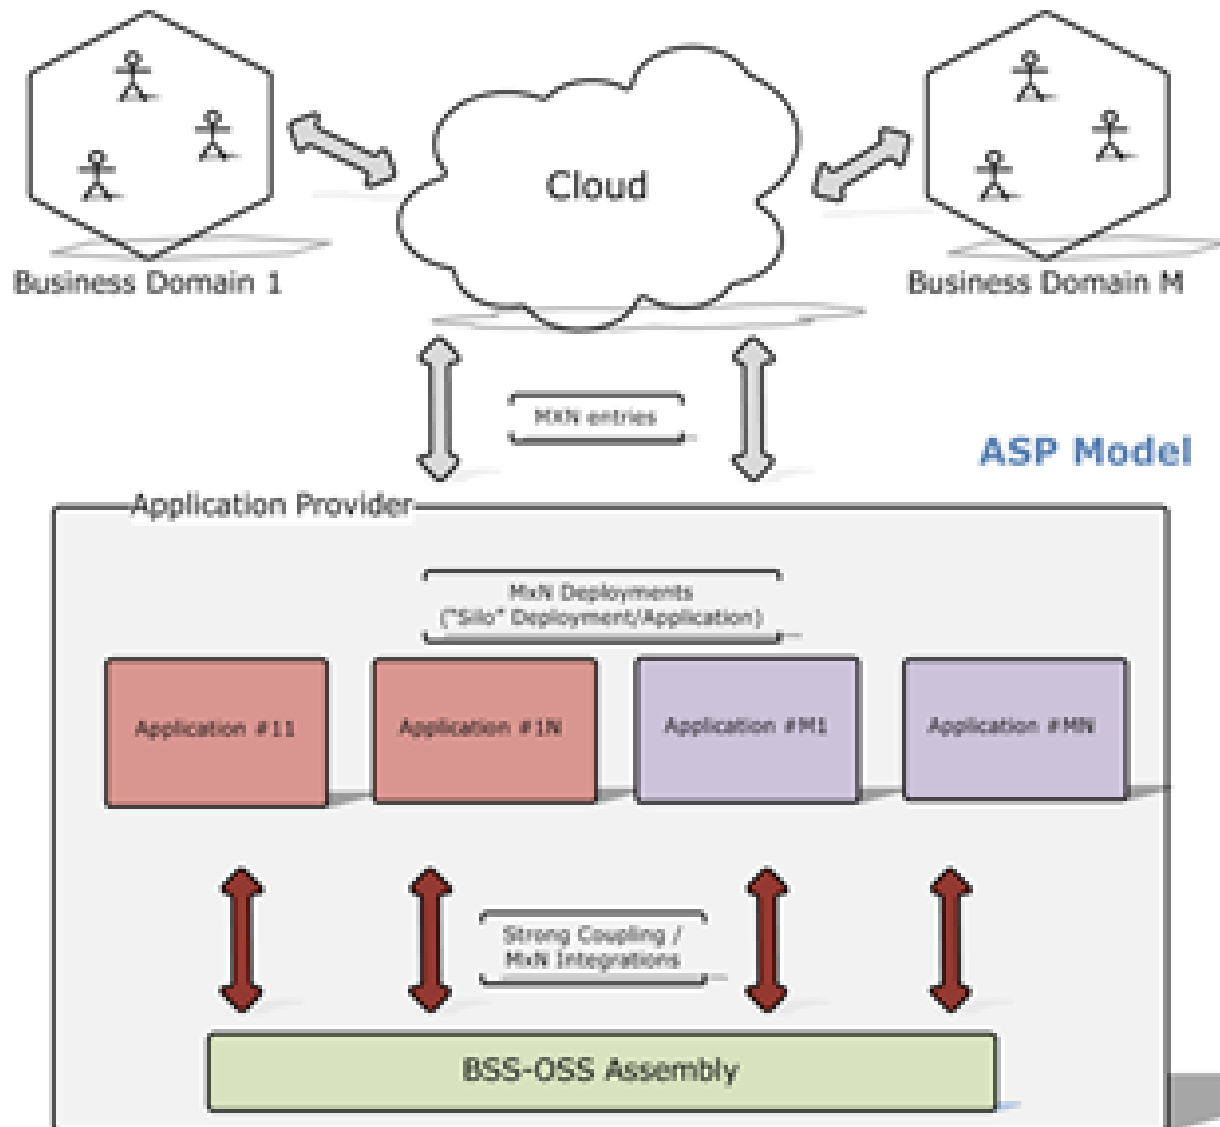 Cloud
Business Domain 1
Business Domain M
MXN entries
ASP Model
Application Provider
MxN Deployments
("Silo" Deployment/Application)
Application #11
Application #1N
Application #M1
Application #MN
Strong Coupling /
MxN Integrations
BSS-OSS Assembly